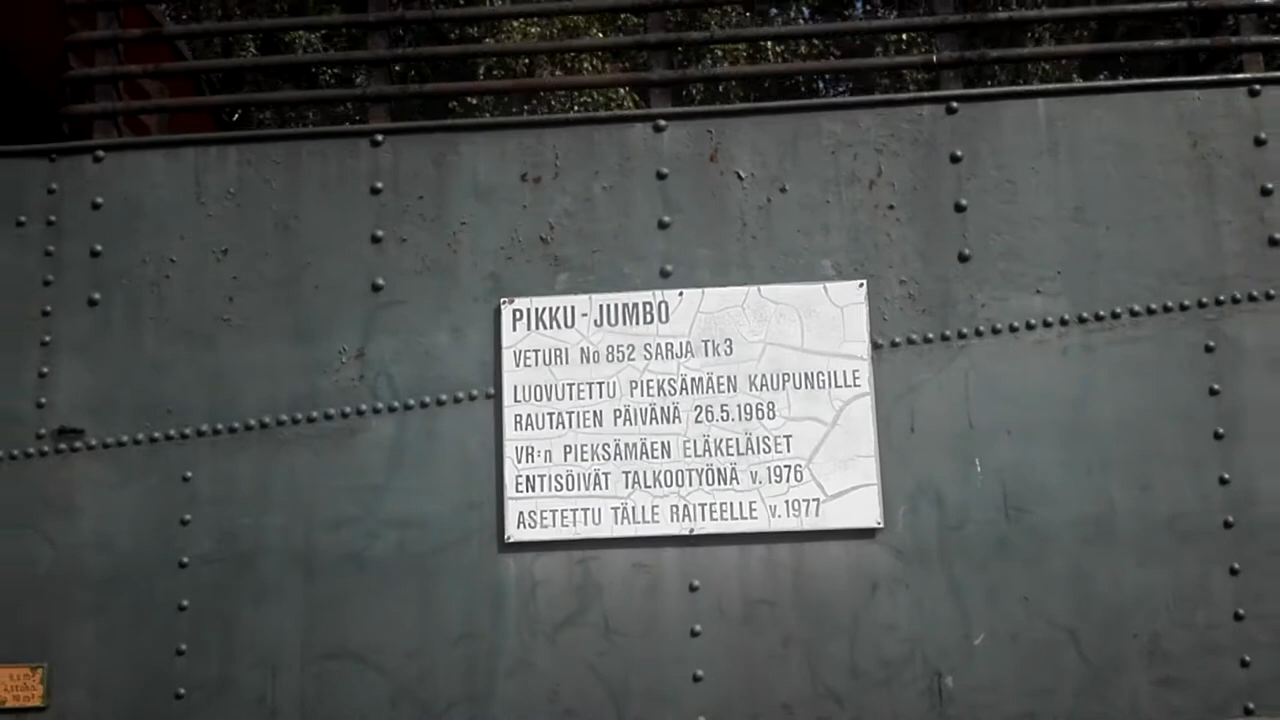 PIKKU-JUMBO
VETURI No 852 SARJA Tk3
LUOVUTETTU PIEKSÄMÄEN KAUPUNGILLE
RAUTATIEN PÄIVÄNÄ 26.5.1968
VR:n PIEKSÄMÄEN ELÄKELÄISET
ENTISÖIVÄT TALKOOTYÖNÄ v.1976
ASETETTU TÄLLE RAITEELLE v.1977